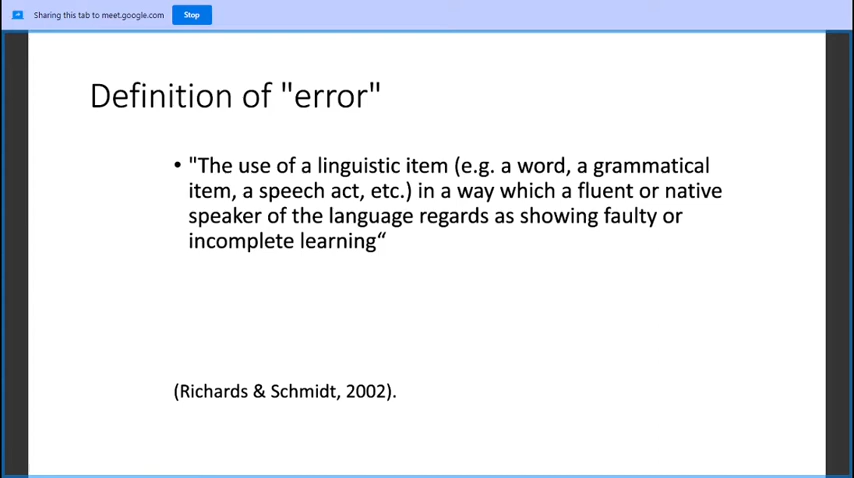 Sharing this tab to meet.google.com Stop
Definition of "error"
• "The use of a linguistic item (e.g. a word, a grammatical
item, a speech act, etc.) in a way which a fluent or native
speaker of the language regards as showing faulty or
incomplete learning“
(Richards & Schmidt, 2002).